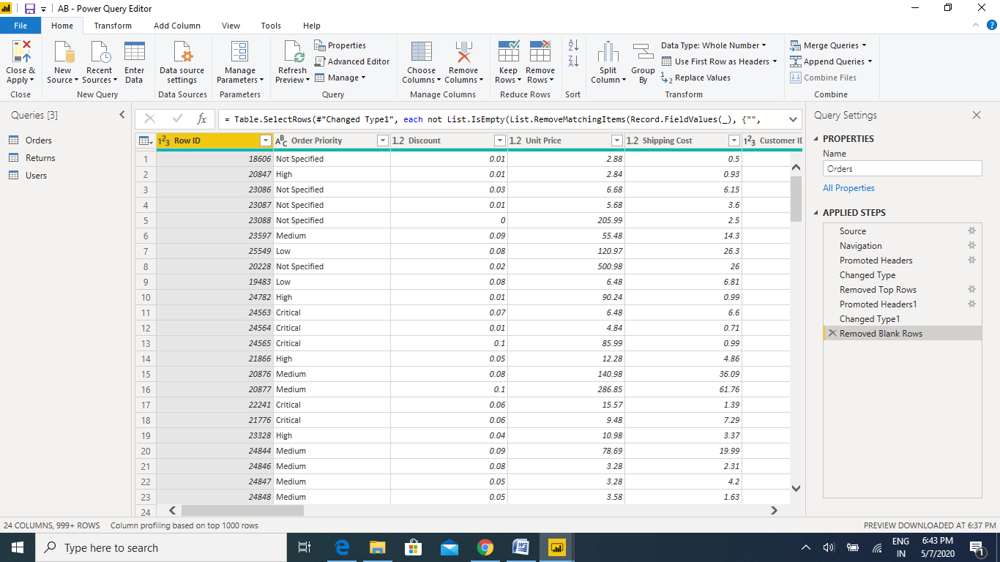 AB - Power Query Editor
File Home Transform Add Column View Tools Help
Close & Apply
New Source
Recent Sources
Enter Data
Data source settings
Manage Parameters
Refresh Preview
Properties
Advanced Editor
Manage
Choose Columns
Remove Columns
Keep Rows
Remove Rows
A Z
Z A
Split Column
Group By
Data Type: Whole Number
Use First Row as Headers
1 2 Replace Values
Merge Queries
Append Queries
Combine Files
Close New Query Data Sources Parameters Query Manage Columns Reduce Rows Sort Transform Combine
Queries [3]
Orders
Returns
Users
fx = Table.SelectRows(#"Changed Type1", each not List.IsEmpty(List.RemoveMatchingItems(Record.FieldValues(_), {"",
123 Row ID ABC Order Priority 1.2 Discount 1.2 Unit Price 1.2 Shipping Cost 123 Customer ID
1 18606 Not Specified 0.01 2.88 0.5
2 20847 High 0.01 2.84 0.93
3 23086 Not Specified 0.03 6.68 6.15
4 23087 Not Specified 0.01 5.68 3.6
5 23088 Not Specified 0 205.99 2.5
6 23597 Medium 0.09 55.48 14.3
7 25549 Low 0.08 120.97 26.3
8 20228 Not Specified 0.02 500.98 26
9 19483 Low 0.08 6.48 6.81
10 24782 High 0.01 90.24 0.99
11 24563 Critical 0.07 6.48 6.6
12 24564 Critical 0.01 4.84 0.71
13 24565 Critical 0.1 85.99 0.99
14 21866 High 0.05 12.28 4.86
15 20876 Medium 0.08 140.98 36.09
16 20877 Medium 0.1 286.85 61.76
17 22241 Critical 0.06 15.57 1.39
18 21776 Critical 0.06 9.48 7.29
19 23328 High 0.04 10.98 3.37
20 24844 Medium 0.09 78.69 19.99
21 24846 Medium 0.08 3.28 2.31
22 24847 Medium 0.05 3.28 4.2
23 24848 Medium 0.05 3.58 1.63
24
Query Settings
PROPERTIES
Name
Orders
All Properties
APPLIED STEPS
Source
Navigation
Promoted Headers
Changed Type
Removed Top Rows
Promoted Headers1
Changed Type1
Removed Blank Rows
24 COLUMNS, 999+ ROWS Column profiling based on top 1000 rows PREVIEW DOWNLOADED AT 6:37 PM
Type here to search
ENG
IN
6:43 PM
5/7/2020
1